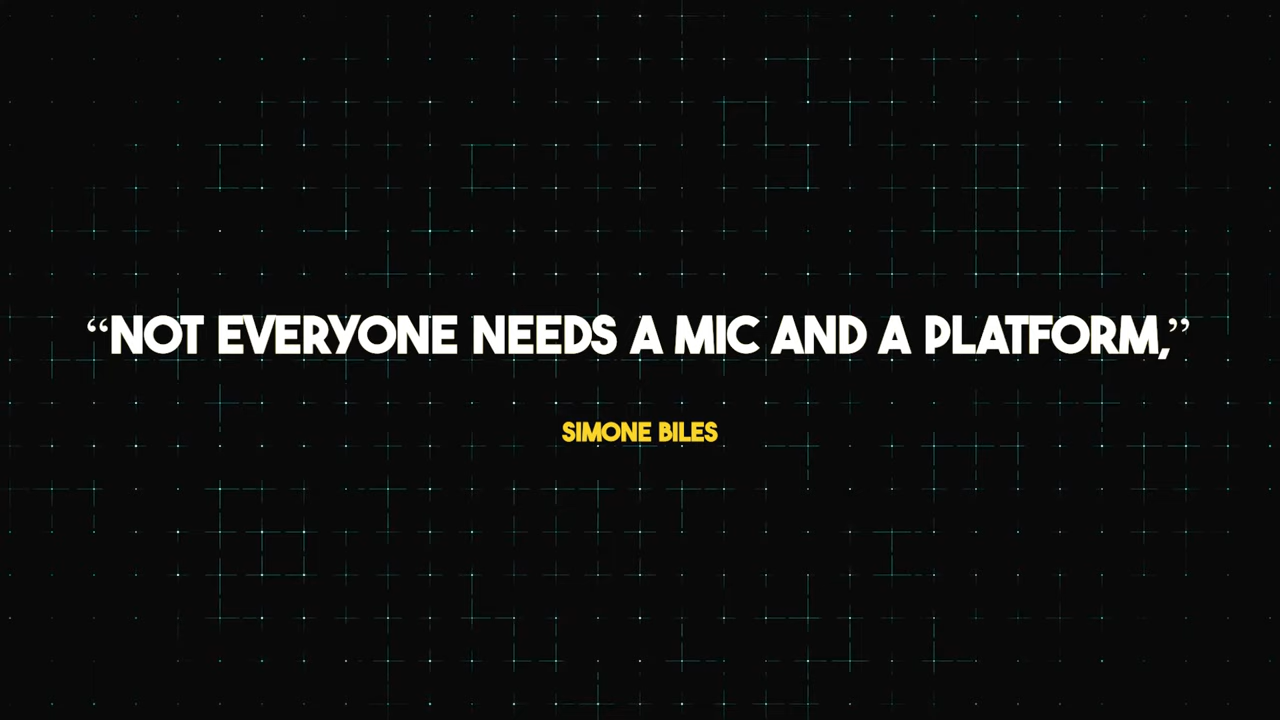 “NOT EVERYONE NEEDS A MIC AND A PLATFORM,”
SIMONE BILES